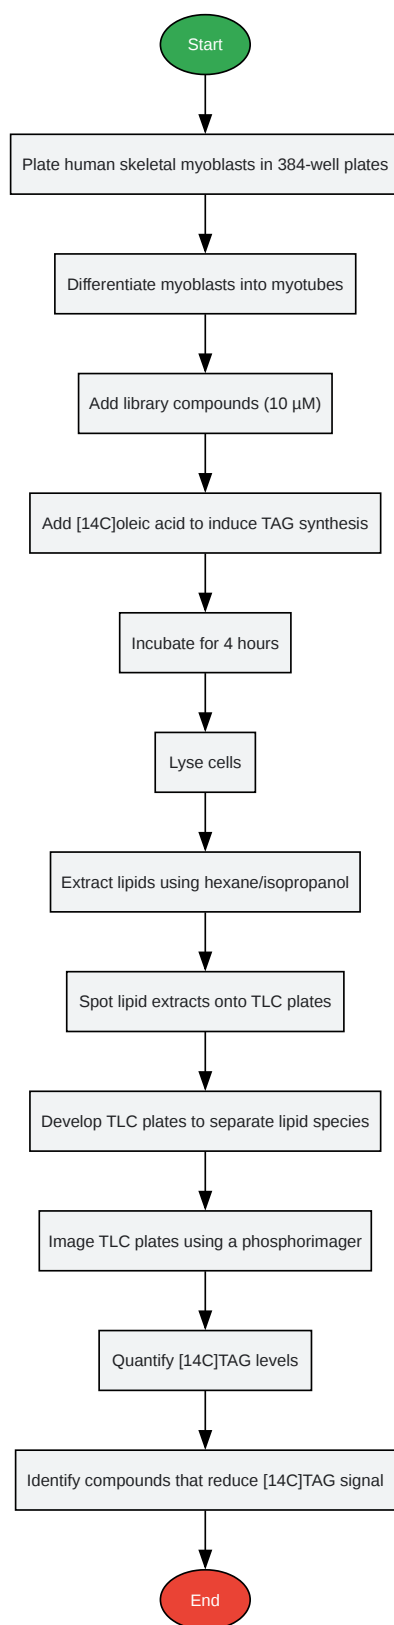 Start
Plate human skeletal myoblasts in 384-well plates
Differentiate myoblasts into myotubes
Add library compounds (10 µM)
Add [14C]oleic acid to induce TAG synthesis
Incubate for 4 hours
Lyse cells
Extract lipids using hexane/isopropanol
Spot lipid extracts onto TLC plates
Develop TLC plates to separate lipid species
Image TLC plates using a phosphorimager
Quantify [14C]TAG levels
Identify compounds that reduce [14C]TAG signal
End